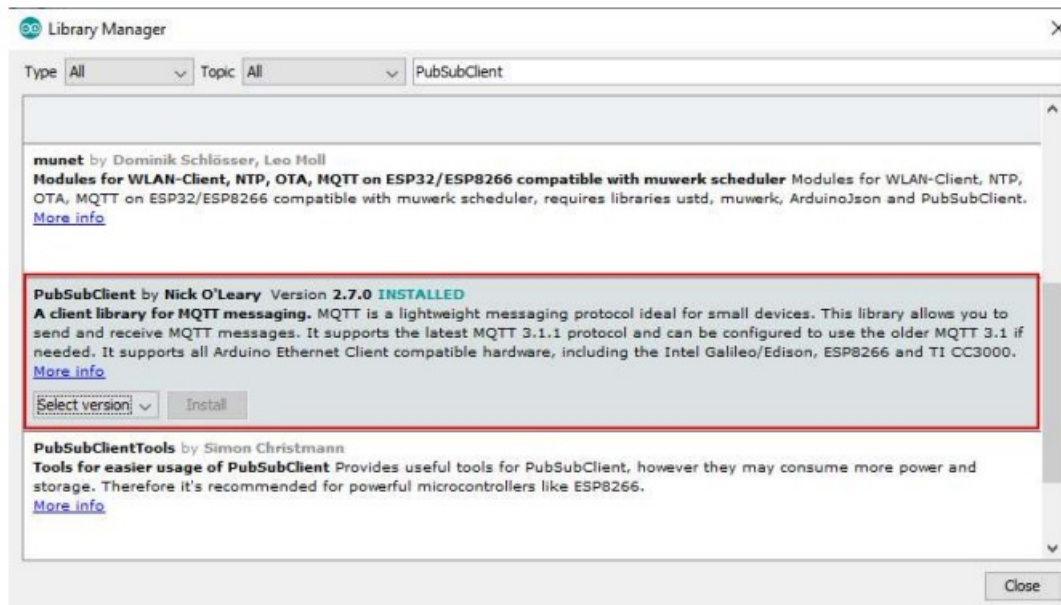 Library Manager
Type All Topic All PubSubClient
munet by Dominik Schlösser, Leo Moll
Modules for WLAN-Client, NTP, OTA, MQTT on ESP32/ESP8266 compatible with muwerk scheduler Modules for WLAN-Client, NTP,
OTA, MQTT on ESP32/ESP8266 compatible with muwerk scheduler, requires libraries ustd, muwerk, ArduinoJson and PubSubClient.
More info
PubSubClient by Nick O'Leary Version 2.7.0 INSTALLED
A client library for MQTT messaging. MQTT is a lightweight messaging protocol ideal for small devices. This library allows you to
send and receive MQTT messages. It supports the latest MQTT 3.1.1 protocol and can be configured to use the older MQTT 3.1 if
needed. It supports all Arduino Ethernet Client compatible hardware, including the Intel Galileo/Edison, ESP8266 and TI CC3000.
More info
Select version Install
PubSubClientTools by Simon Christmann
Tools for easier usage of PubSubClient Provides useful tools for PubSubClient, however they may consume more power and
storage. Therefore it's recommended for powerful microcontrollers like ESP8266.
More info
Close